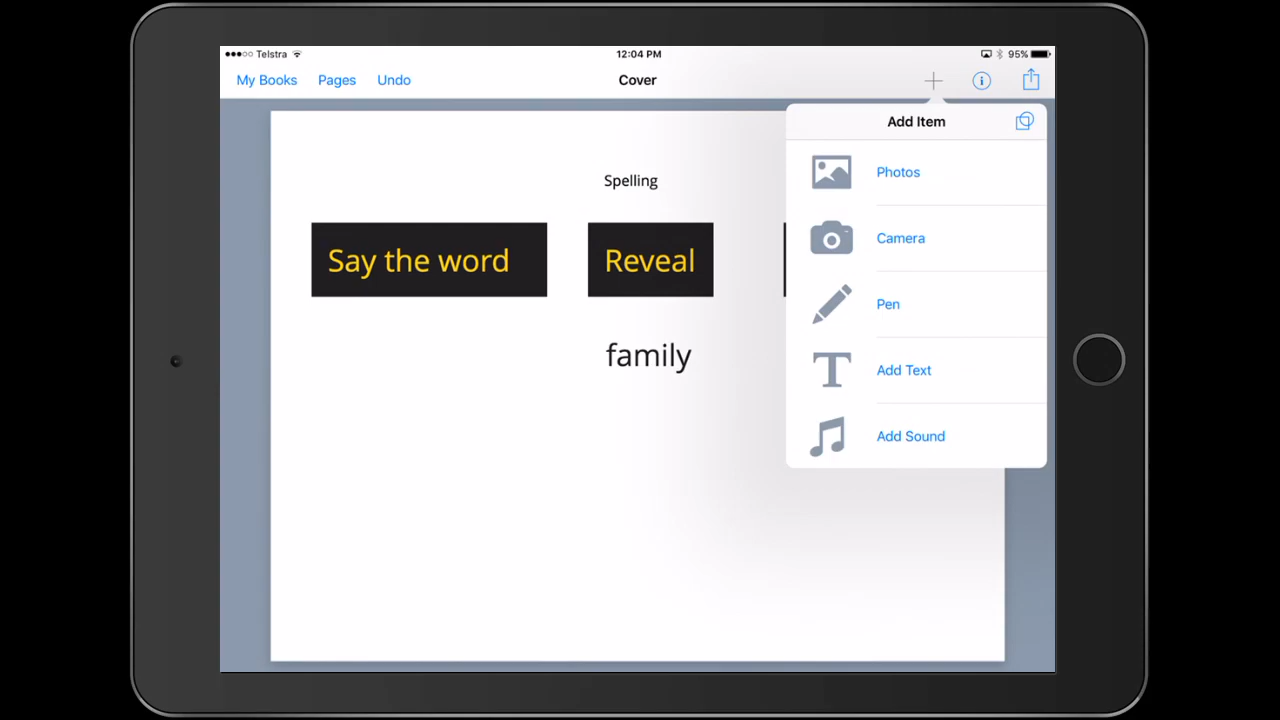 Telstra 12:04 PM 95%
My Books Pages Undo Cover
Add Item
Photos
Spelling
Camera
Say the word Reveal
Pen
family
Add Text
Add Sound